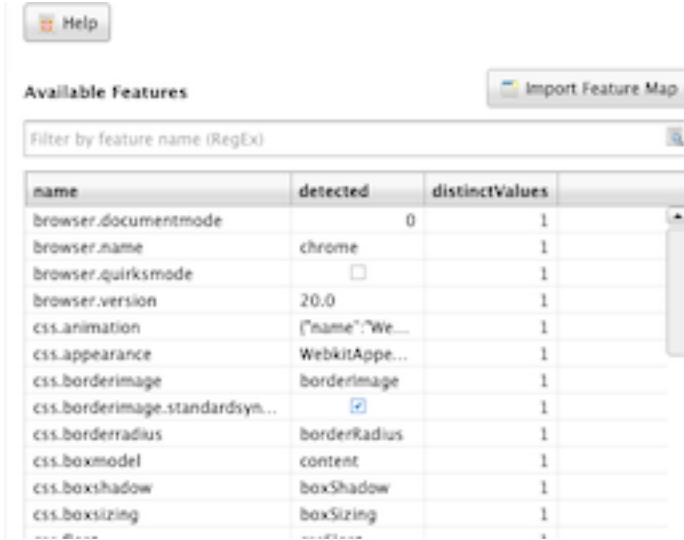 Help
Available Features
Import Feature Map
Filter by feature name (RegEx)
name detected distinctValues
browser.documentmode 0 1
browser.name chrome 1
browser.quirksmode 1
browser.version 20.0 1
css.animation {"name":"We... 1
css.appearance WebkitAppe... 1
css.borderimage borderImage 1
css.borderimage.standardsyn... 1
css.borderradius borderRadius 1
css.boxmodel content 1
css.boxshadow boxShadow 1
css.boxsizing boxSizing 1